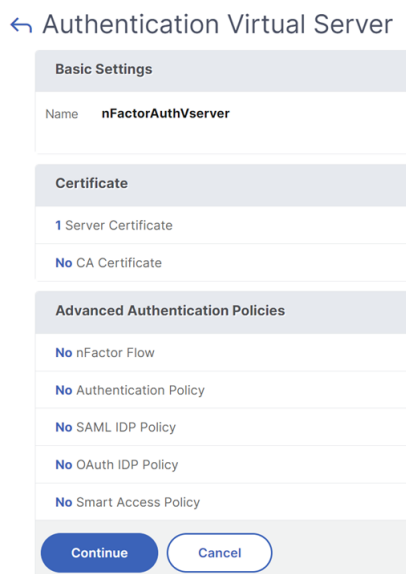 Authentication Virtual Server
Basic Settings
Name nFactorAuthVserver
Certificate
1 Server Certificate
No CA Certificate
Advanced Authentication Policies
No nFactor Flow
No Authentication Policy
No SAML IDP Policy
No OAuth IDP Policy
No Smart Access Policy
Continue Cancel